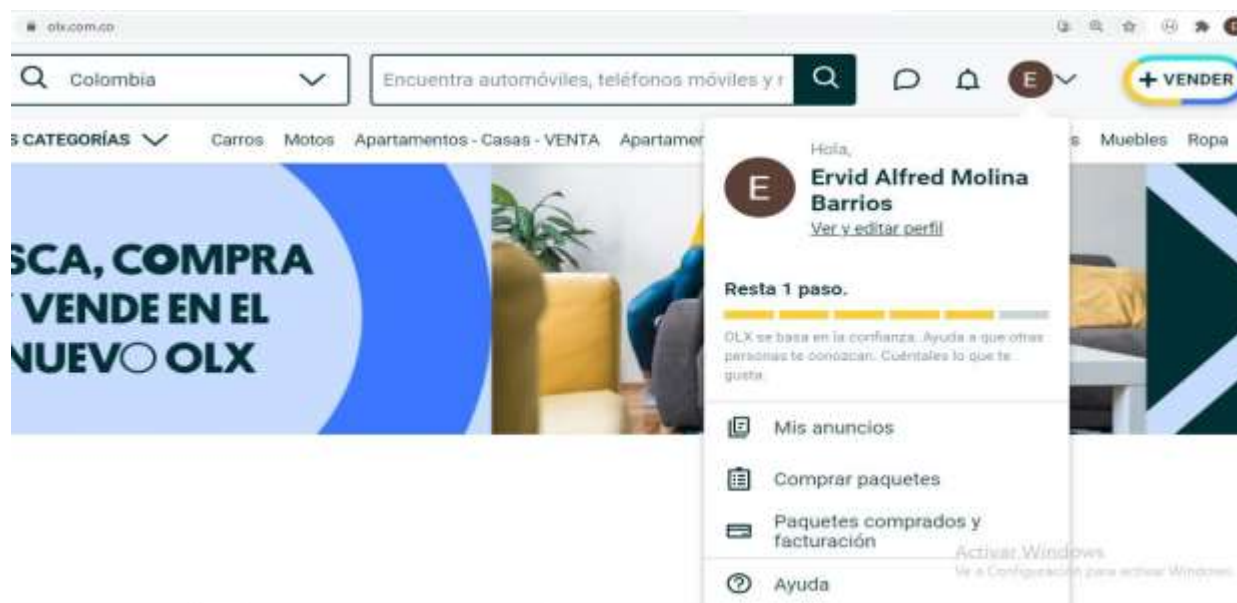 olx.com.co
Colombia
Encuentra automóviles, teléfonos móviles y r
E
+ VENDER
S CATEGORÍAS
Carros Motos Apartamentos - Casas - VENTA Apartamen
s Muebles Ropa
SCA, COMPRA
Y VENDE EN EL
NUEVO OLX
E
Hola,
Ervid Alfred Molina
Barrios
Ver y editar perfil
Resta 1 paso.
OLX se basa en la confianza. Ayuda a que otras
personas te conozcan. Cuéntales lo que te
gusta.
Mis anuncios
Comprar paquetes
Paquetes comprados y
facturación
Ayuda
Activar Windows
Ve a Configuración para activar Windows.